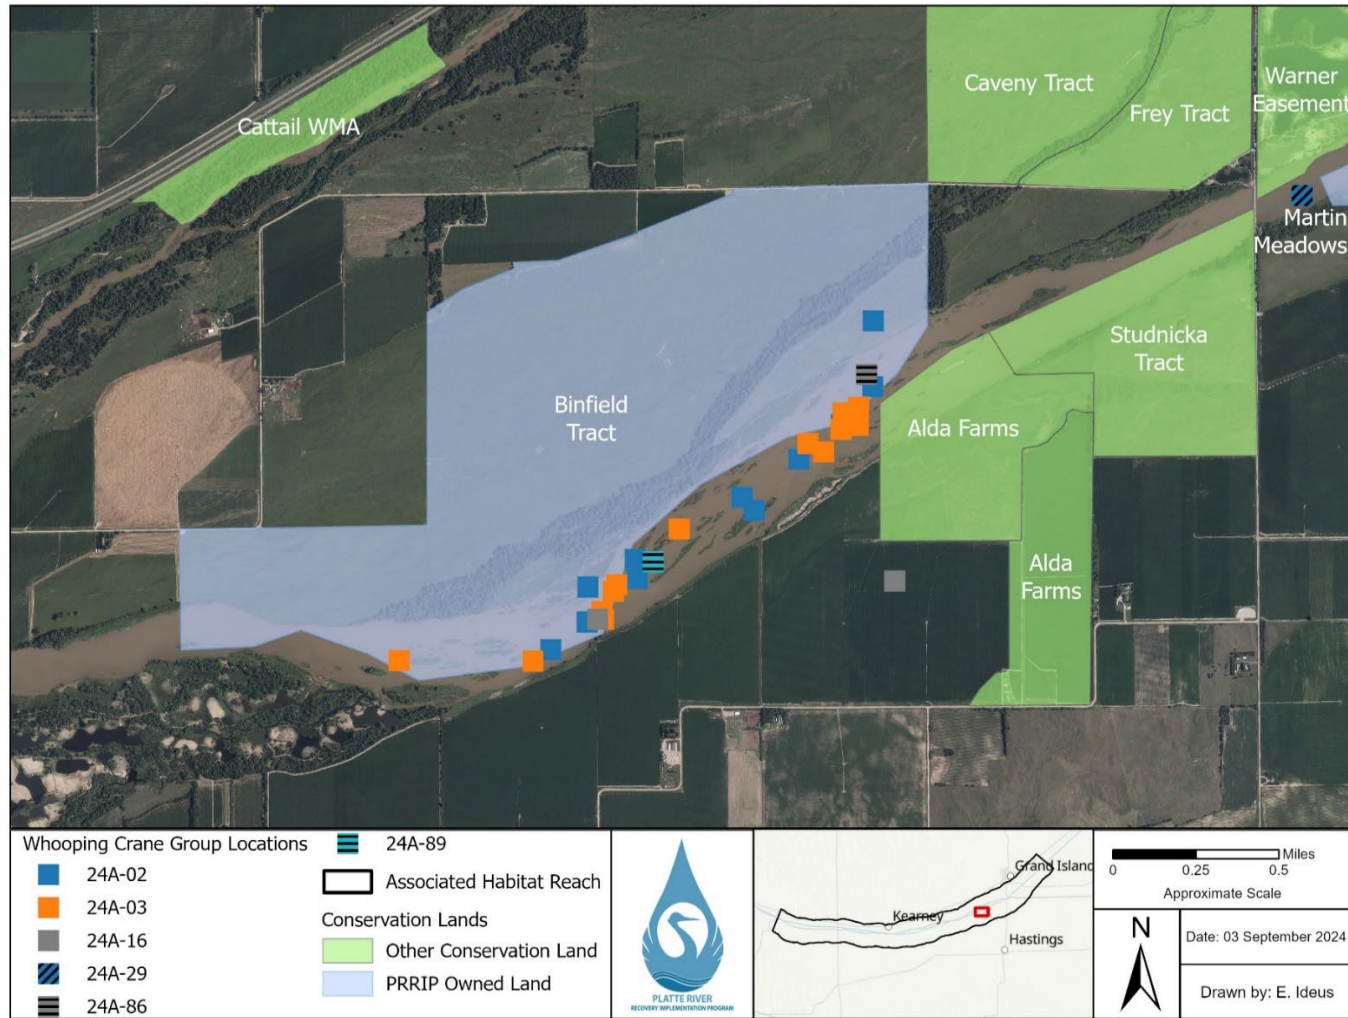 Cattail WMA
Caveny Tract
Frey Tract
Warner
Easement
Martin
Meadows
Studnicka
Tract
Binfield
Tract
Alda Farms
Alda
Farms
Whooping Crane Group Locations
24A-02
24A-03
24A-16
24A-29
24A-86
24A-89
Associated Habitat Reach
Conservation Lands
Other Conservation Land
PRRIP Owned Land
PLATTE RIVER
RECOVERY IMPLEMENTATION PROGRAM
Grand Island
Kearney
Hastings
Miles
0 0.25 0.5
Approximate Scale
N
Date: 03 September 2024
Drawn by: E. Ideus